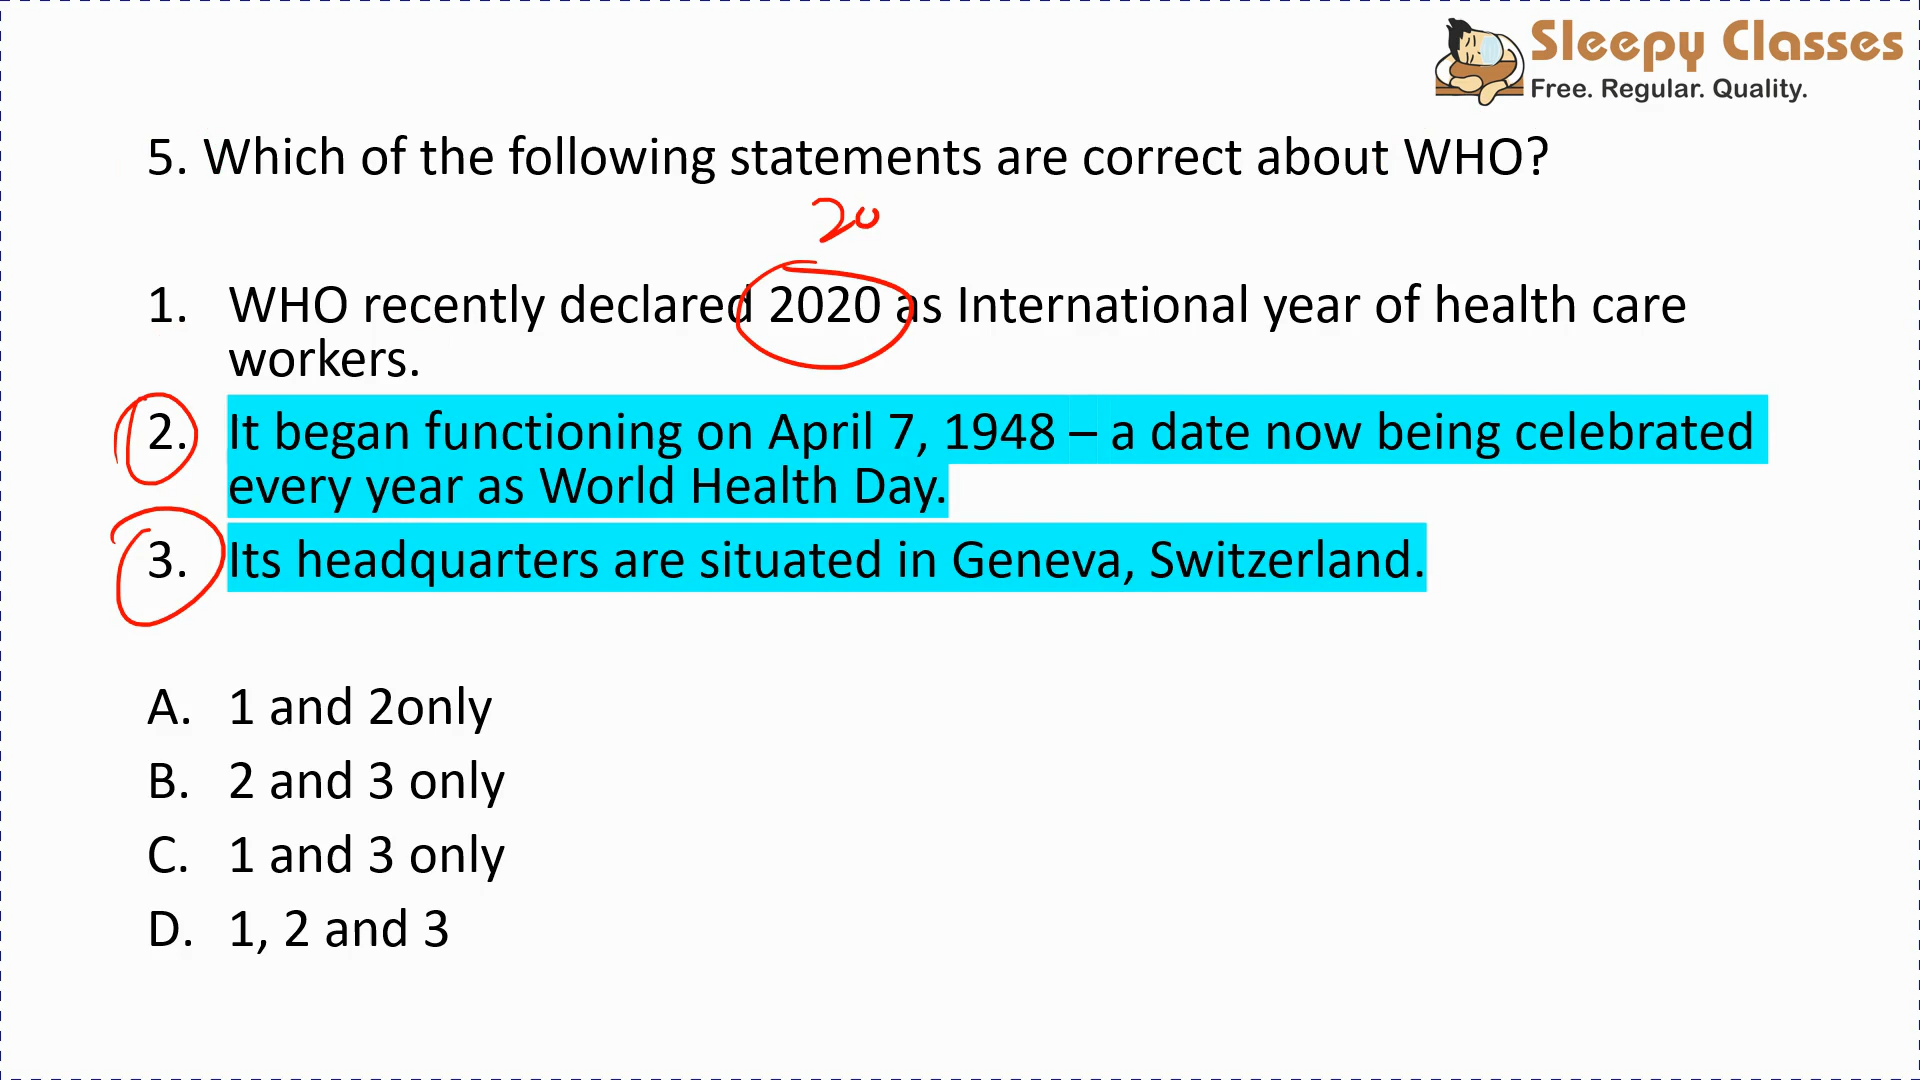 Sleepy Classes
Free. Regular. Quality.
5. Which of the following statements are correct about WHO?
20
1. WHO recently declared 2020 as International year of health care
workers.
2. It began functioning on April 7, 1948 – a date now being celebrated
every year as World Health Day.
3. Its headquarters are situated in Geneva, Switzerland.
A. 1 and 2only
B. 2 and 3 only
C. 1 and 3 only
D. 1, 2 and 3